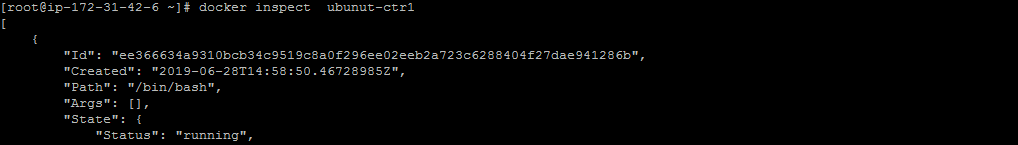 [root@ip-172-31-42-6 ~]# docker inspect  ubunut-ctr1
[
    {
        "Id": "ee366634a9310bcb34c9519c8a0f296ee02eeb2a723c6288404f27dae941286b",
        "Created": "2019-06-28T14:58:50.46728985Z",
        "Path": "/bin/bash",
        "Args": [],
        "State": {
            "Status": "running",